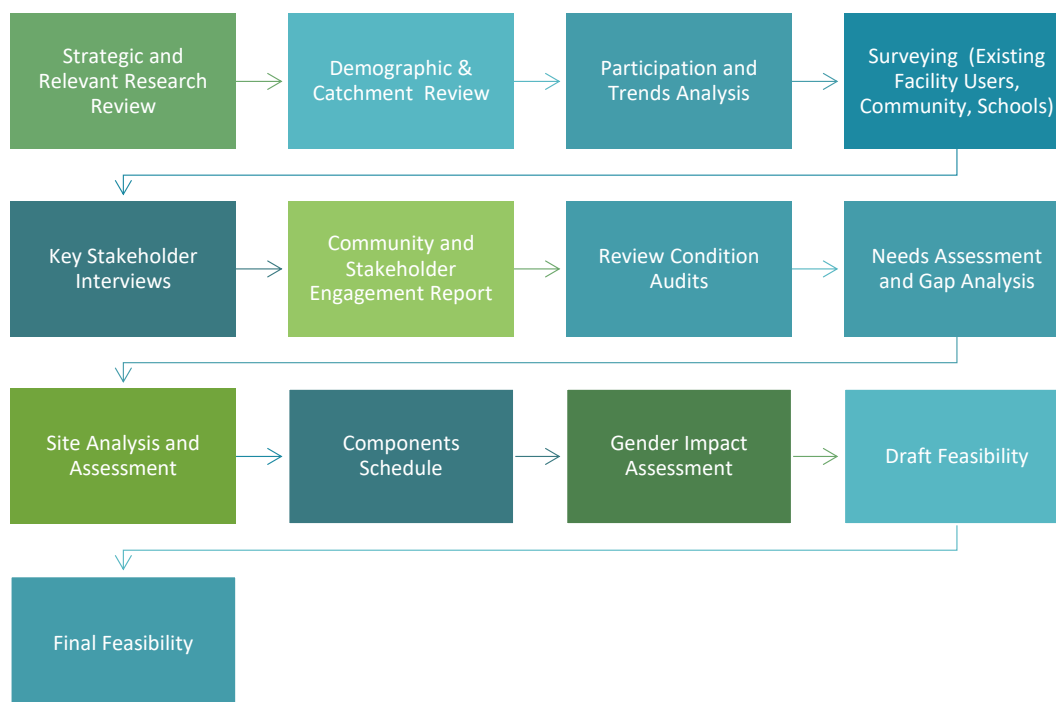 Strategic and
Relevant Research
Review
Demographic &
Catchment Review
Participation and
Trends Analysis
Surveying (Existing
Facility Users,
Community, Schools)
Key Stakeholder
Interviews
Community and
Stakeholder
Engagement Report
Review Condition
Audits
Needs Assessment
and Gap Analysis
Site Analysis and
Assessment
Components
Schedule
Gender Impact
Assessment
Draft Feasibility
Final Feasibility